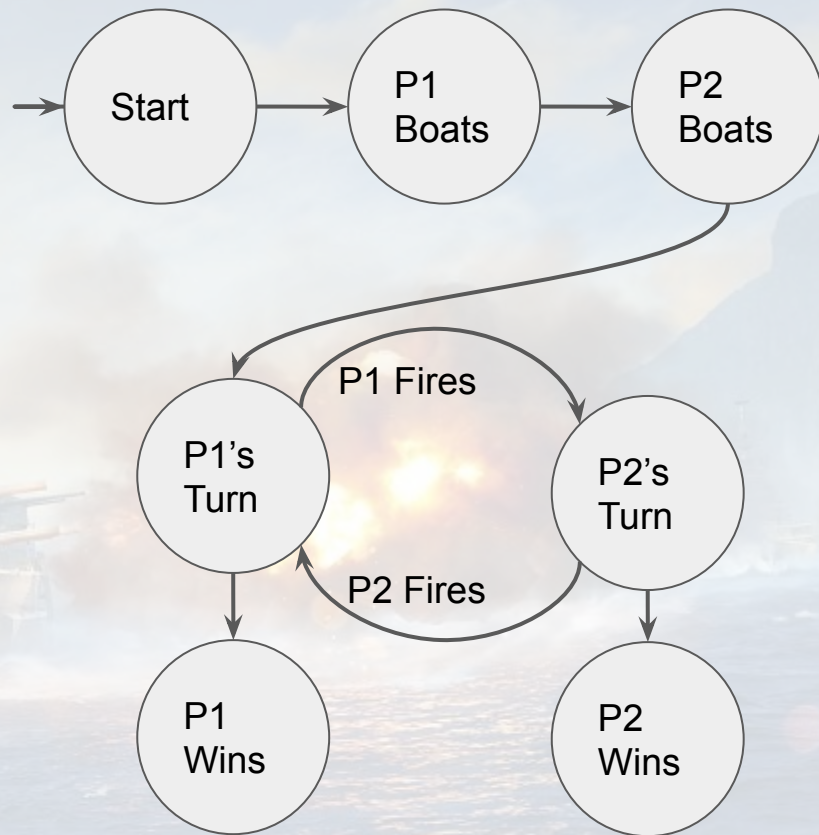 Start
P1
Boats
P2
Boats
P1 Fires
P1’s
Turn
P2’s
Turn
P2 Fires
P1
Wins
P2
Wins